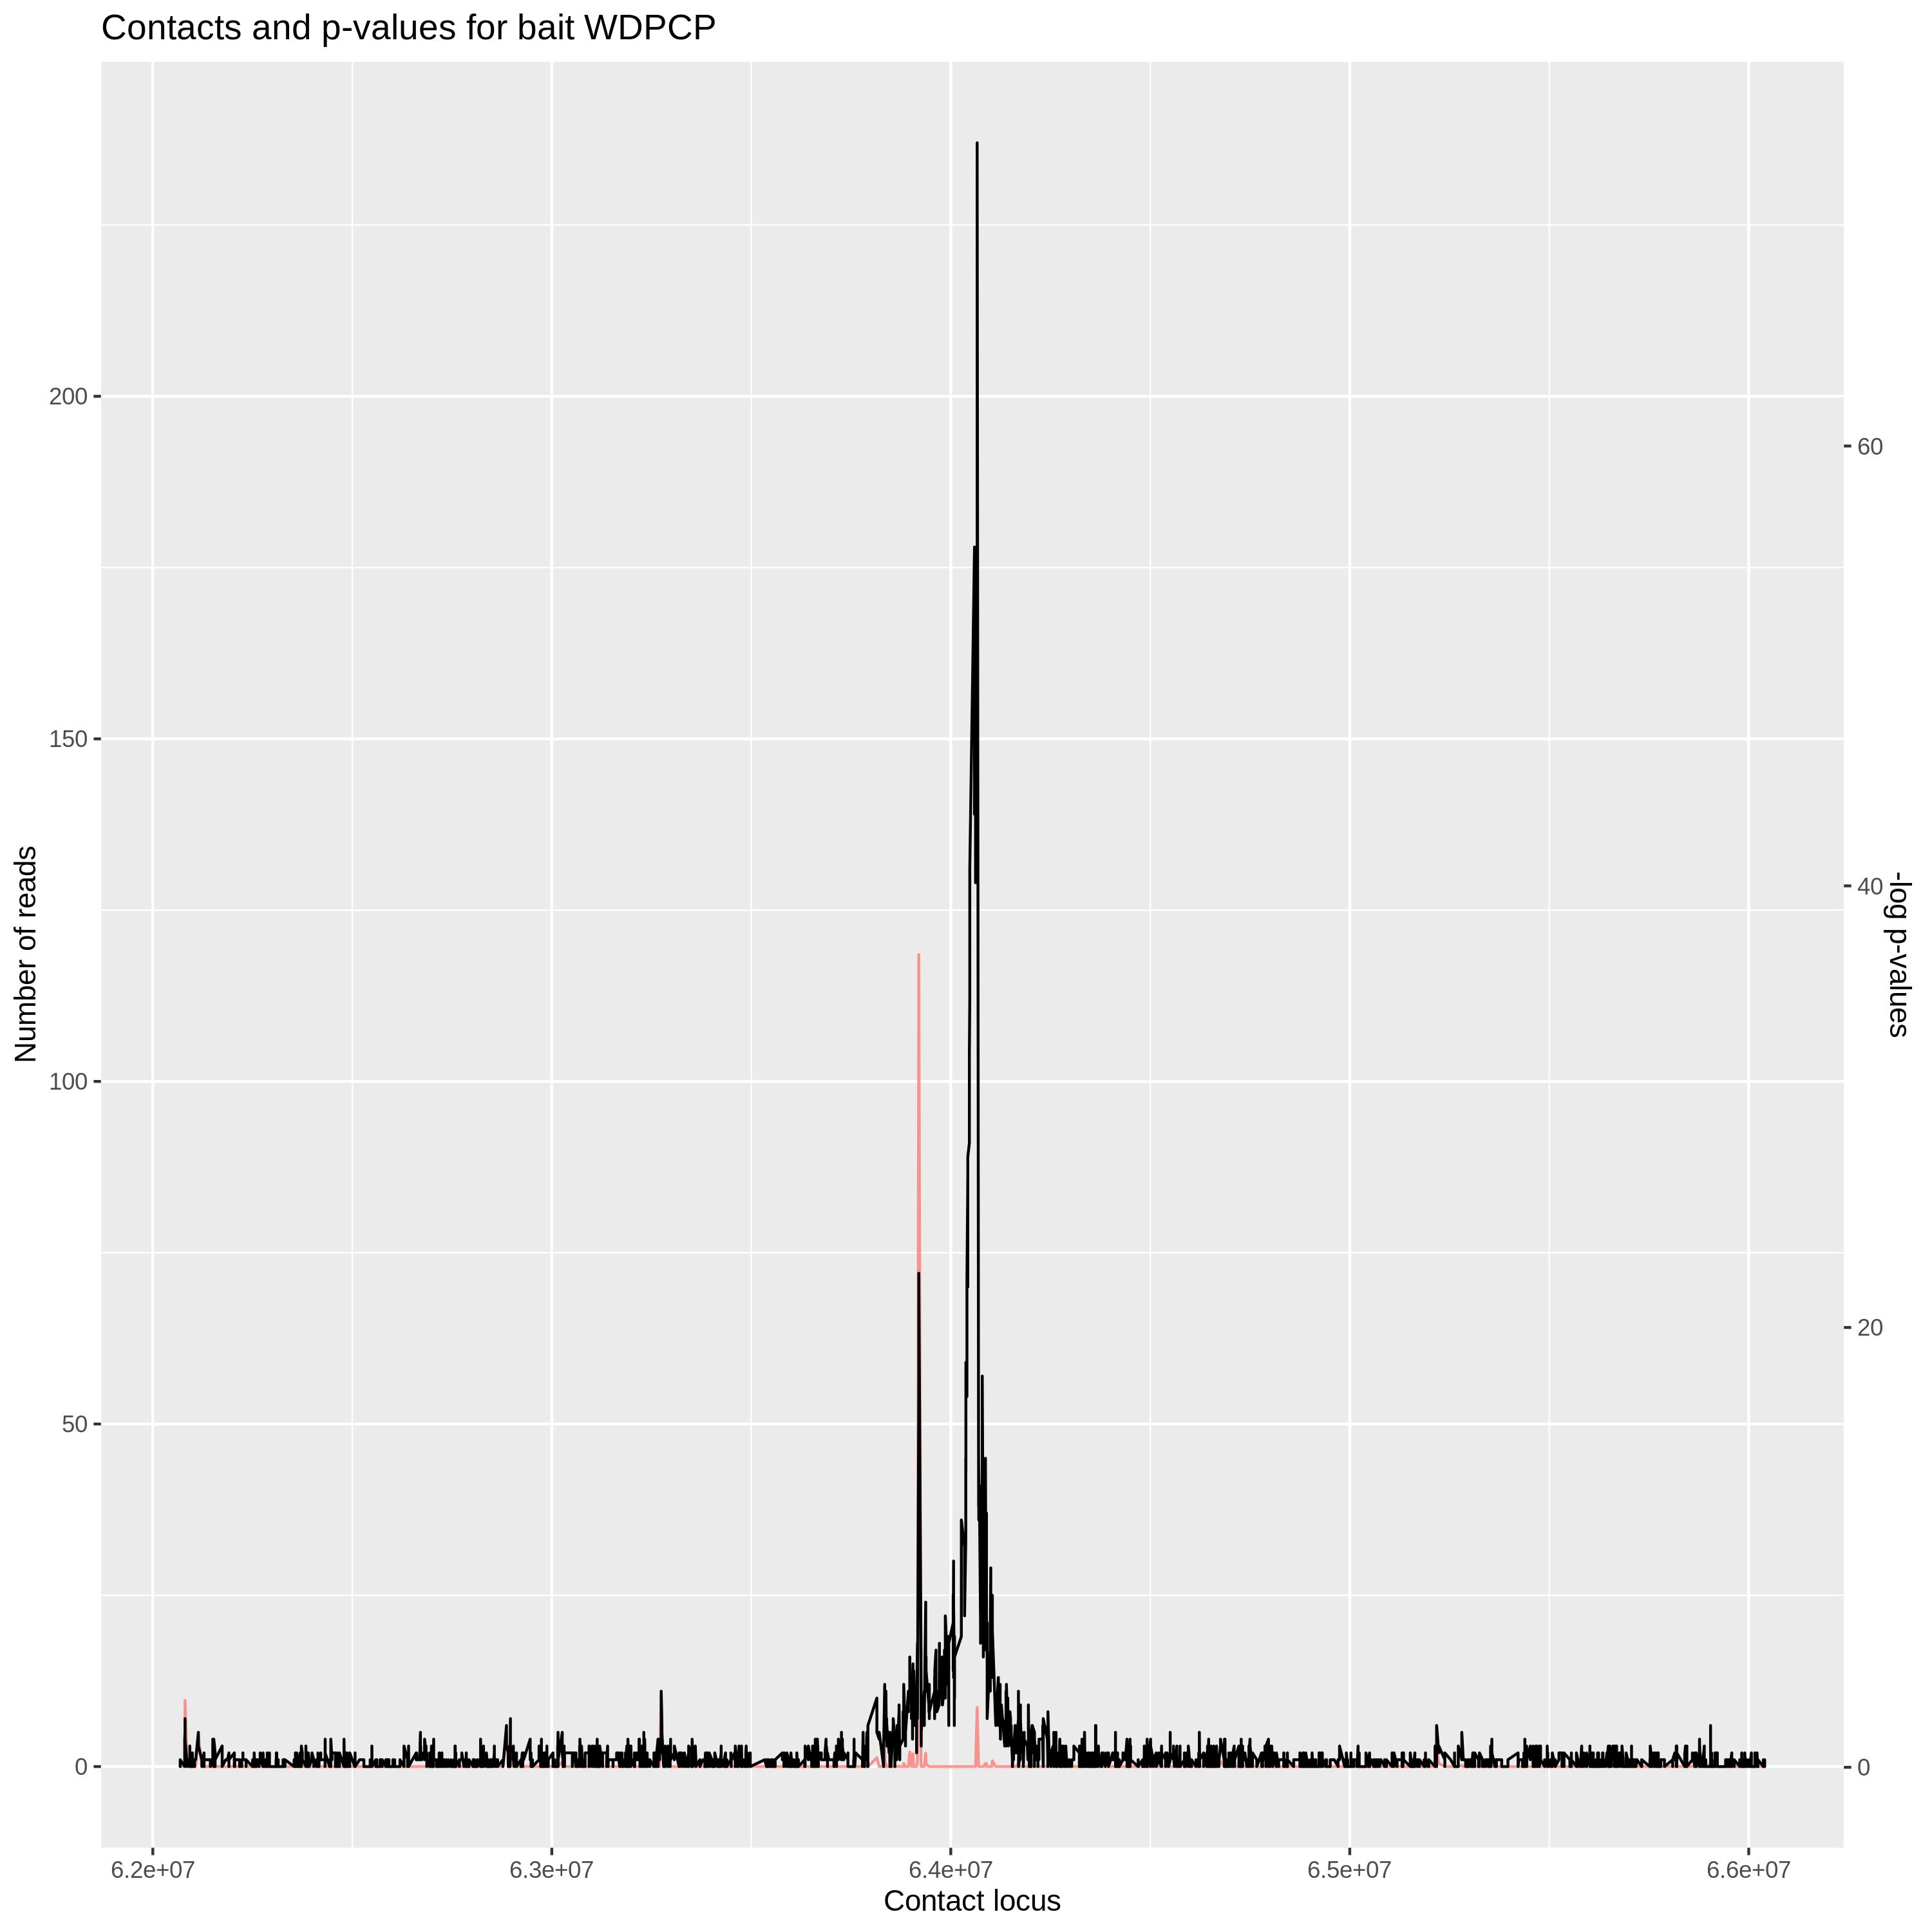 Contacts and p-values for bait WDPCP
200
150
100
50
0
Number of reads
60
40
20
0
-log p-values
6.2e+07
6.3e+07
6.4e+07
6.5e+07
6.6e+07
Contact locus